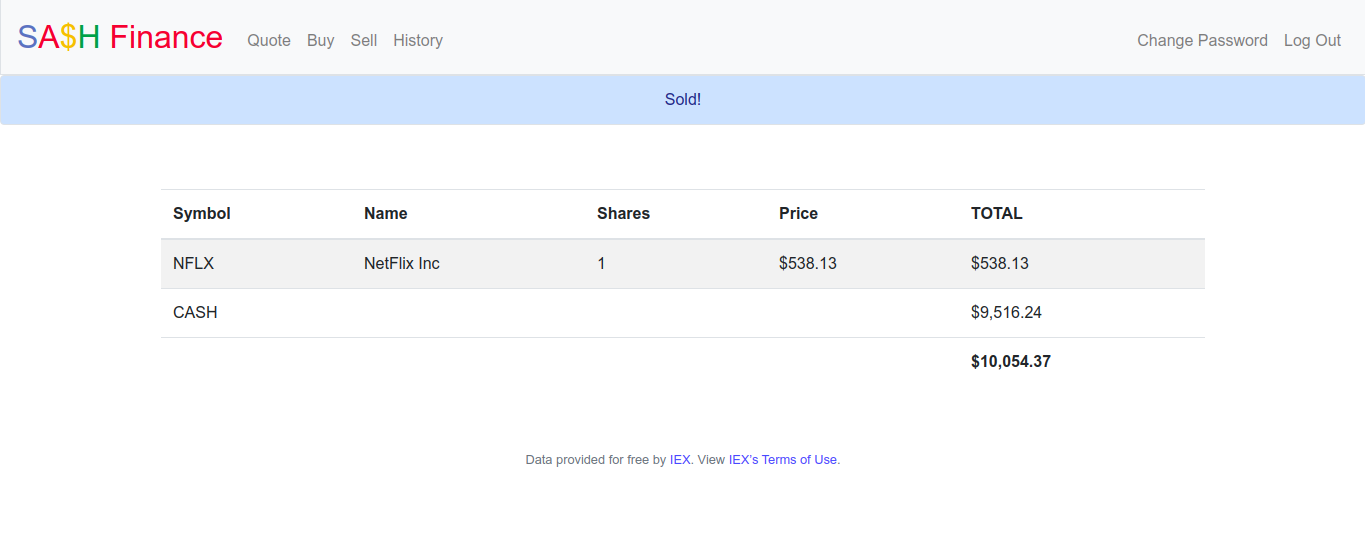 SA$H Finance Quote Buy Sell History Change Password Log Out
Sold!
Symbol Name Shares Price TOTAL
NFLX NetFlix Inc 1 $538.13 $538.13
CASH $9,516.24
$10,054.37
Data provided for free by IEX. View IEX's Terms of Use.